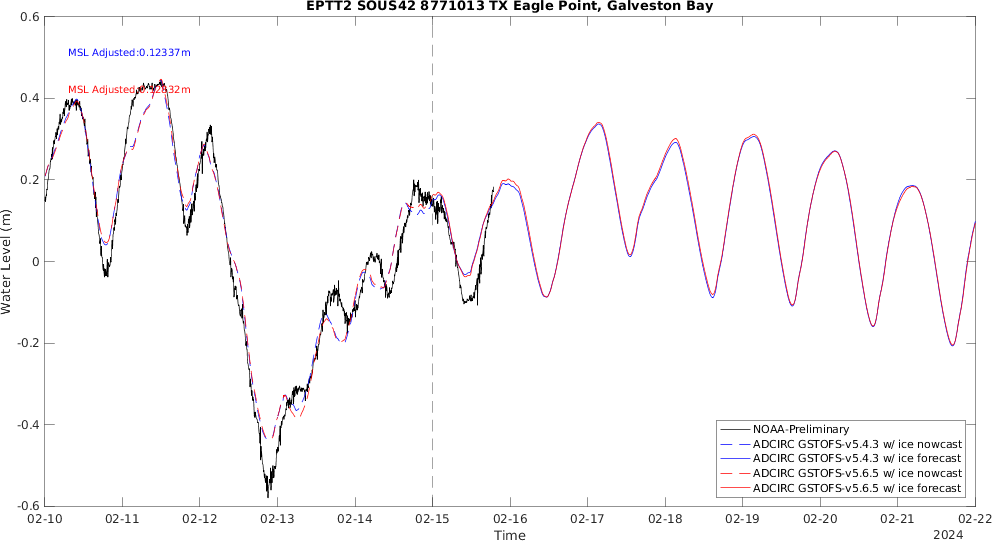 EPTT2 SOUS42 8771013 TX Eagle Point, Galveston Bay
MSL Adjusted:0.12337m
MSL Adjusted:
Water Level (m)
0.6
0.4
0.2
0
-0.2
-0.4
-0.6
NOAA-Preliminary
ADCIRC GSTOFS-v5.4.3 w/ ice nowcast
ADCIRC GSTOFS-v5.4.3 w/ ice forecast
ADCIRC GSTOFS-v5.6.5 w/ ice nowcast
ADCIRC GSTOFS-v5.6.5 w/ ice forecast
02-10 02-11 02-12 02-13 02-14 02-15 02-16 02-17 02-18 02-19 02-20 02-21 02-22
Time
2024